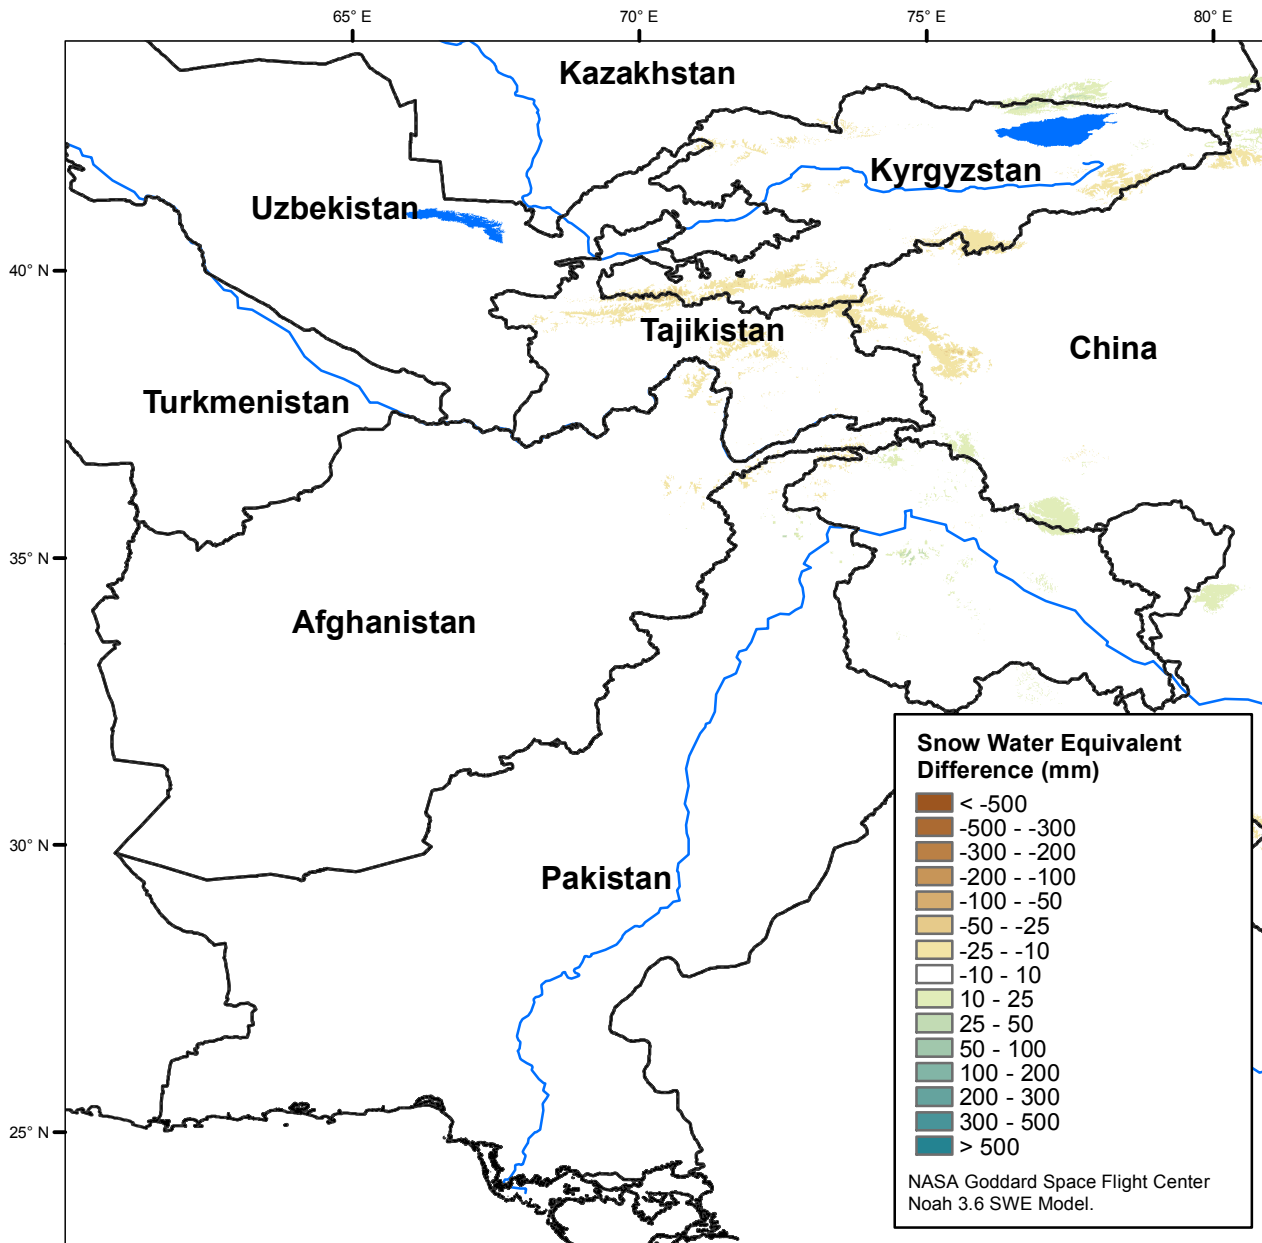 65° E
70° E
75° E
80° E
Kazakhstan
Kyrgyzstan
Uzbekistan
40° N
Tajikistan
China
Turkmenistan
35° N
Afghanistan
Snow Water Equivalent
Difference (mm)
< -500
-500 - -300
-300 - -200
-200 - -100
-100 - -50
-50 - -25
-25 - -10
-10 - 10
10 - 25
25 - 50
50 - 100
100 - 200
200 - 300
300 - 500
> 500
NASA Goddard Space Flight Center
Noah 3.6 SWE Model.
30° N
Pakistan
25° N